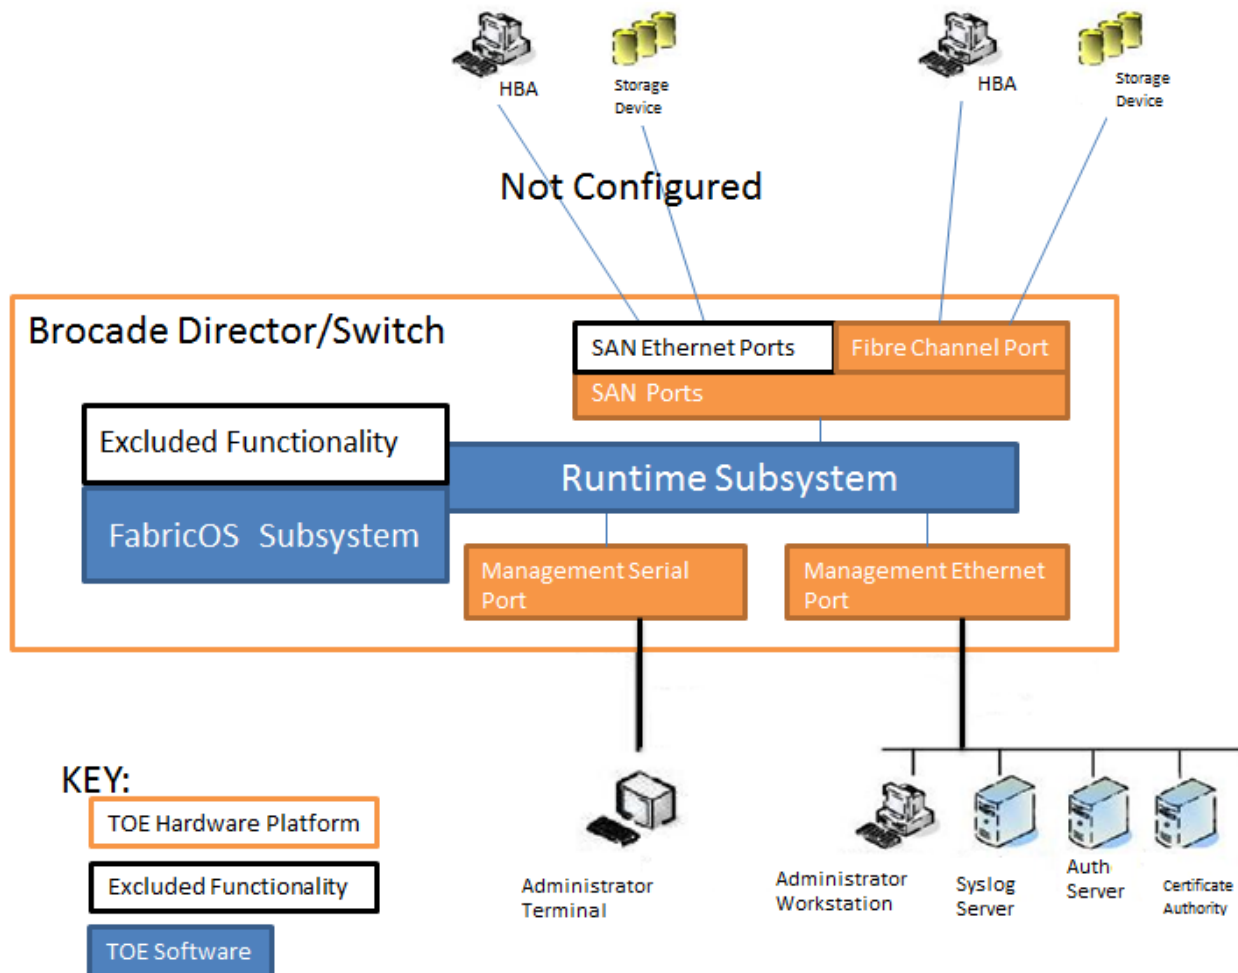 HBA
Storage
Device
HBA
Storage
Device
Not Configured
Brocade Director/Switch
SAN Ethernet Ports
Fibre Channel Port
SAN Ports
Excluded Functionality
Runtime Subsystem
FabricOS Subsystem
Management Serial
Port
Management Ethernet
Port
KEY:
TOE Hardware Platform
Excluded Functionality
TOE Software
Administrator
Terminal
Administrator
Workstation
Syslog
Server
Auth
Server
Certificate
Authority